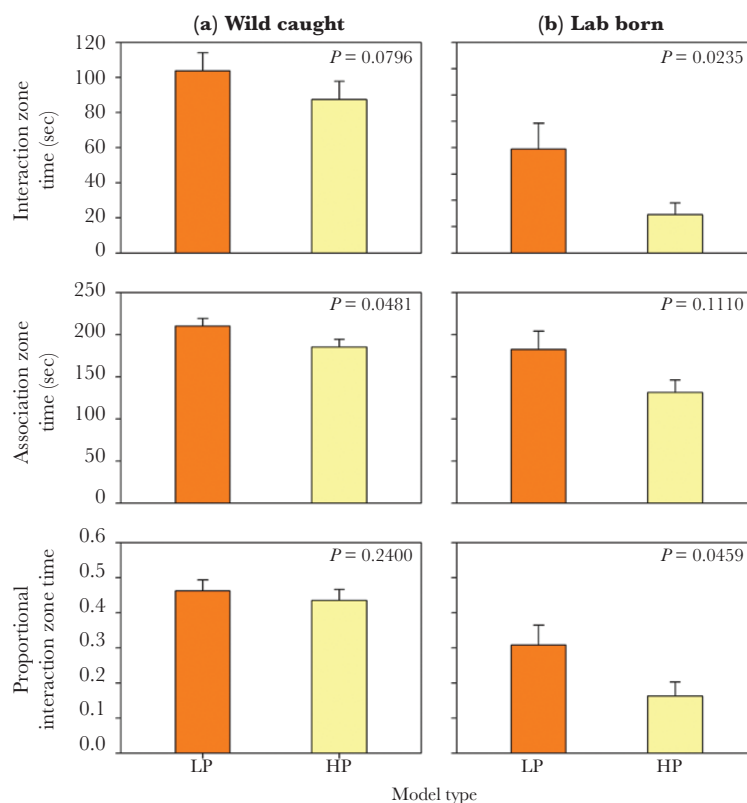 (a) Wild caught
(b) Lab born
Interaction zone
time (sec)
120
100
80
60
40
20
0
P = 0.0796
P = 0.0235
Association zone
time (sec)
250
200
150
100
50
0
P = 0.0481
P = 0.1110
Proportional
interaction zone time
0.6
0.5
0.4
0.3
0.2
0.1
0.0
P = 0.2400
P = 0.0459
LP
HP
LP
HP
Model type